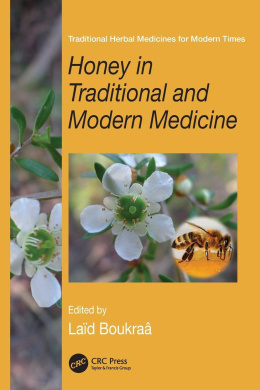 Traditional Herbal Medicines for Modern Times
Honey in
Traditional and
Modern Medicine
Edited by
Laïd Boukraâ
CRC
CRC Press
Taylor & Francis Group